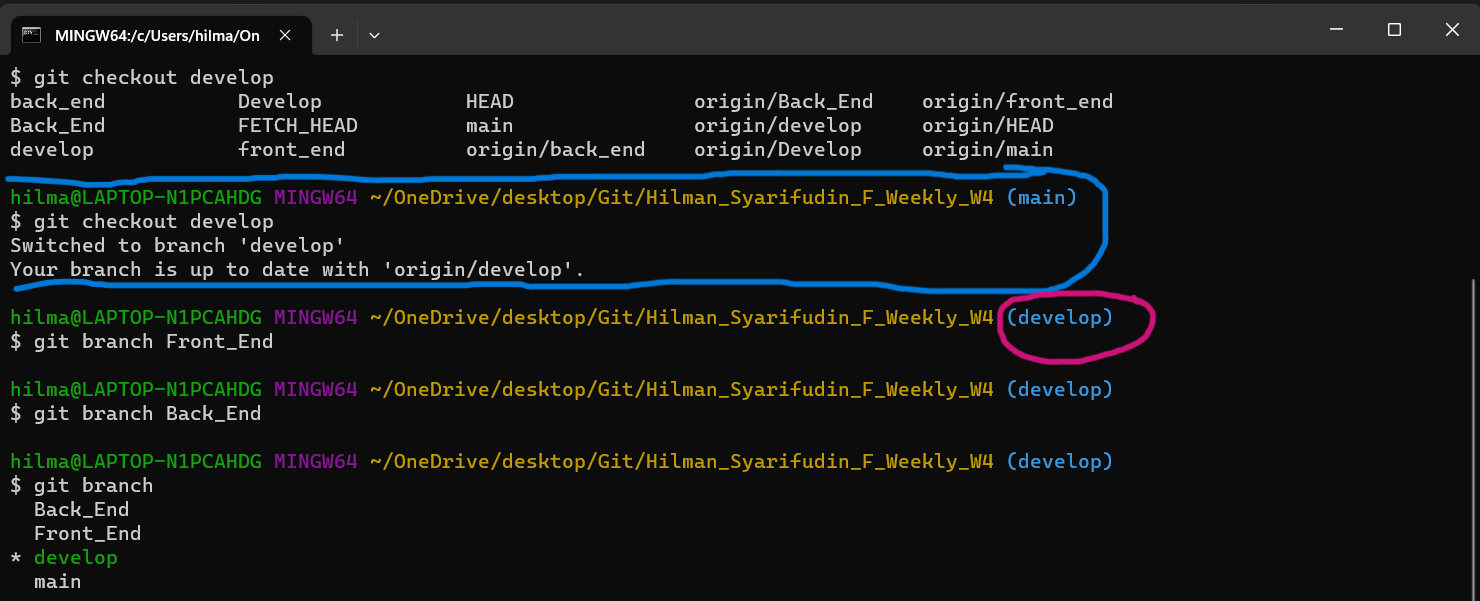 MINGW64:/c/Users/hilma/On
$ git checkout develop
back_end Develop HEAD origin/Back_End origin/front_end
Back_End FETCH_HEAD main origin/develop origin/HEAD
develop front_end origin/back_end origin/Develop origin/main
hilma@LAPTOP-N1PCAHDG MINGW64 ~/OneDrive/desktop/Git/Hilman_Syarifudin_F_Weekly_W4 (main)
$ git checkout develop
Switched to branch 'develop'
Your branch is up to date with 'origin/develop'.
hilma@LAPTOP-N1PCAHDG MINGW64 ~/OneDrive/desktop/Git/Hilman_Syarifudin_F_Weekly_W4 (develop)
$ git branch Front_End
hilma@LAPTOP-N1PCAHDG MINGW64 ~/OneDrive/desktop/Git/Hilman_Syarifudin_F_Weekly_W4 (develop)
$ git branch Back_End
hilma@LAPTOP-N1PCAHDG MINGW64 ~/OneDrive/desktop/Git/Hilman_Syarifudin_F_Weekly_W4 (develop)
$ git branch
Back_End
Front_End
* develop
main